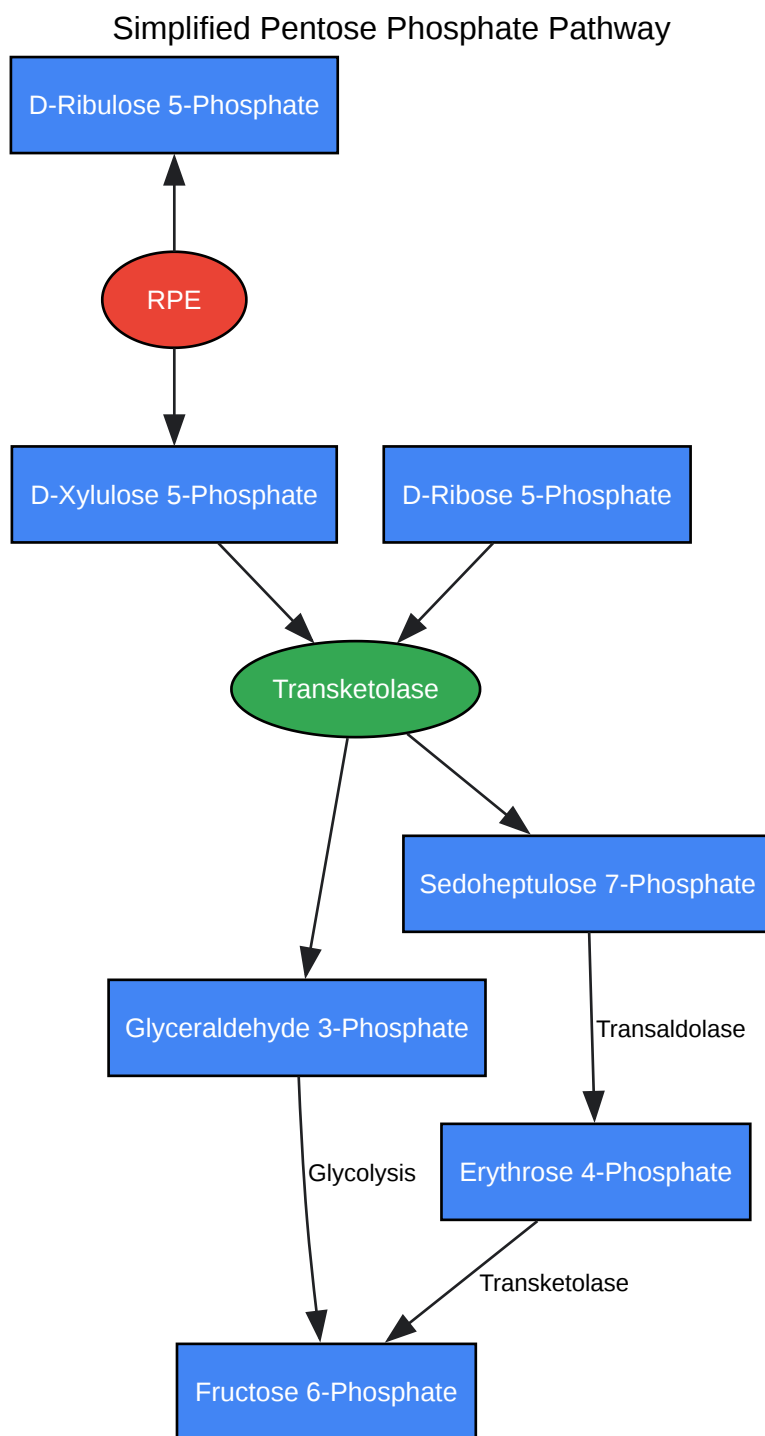 Simplified Pentose Phosphate Pathway
D-Ribulose 5-Phosphate
RPE
D-Xylulose 5-Phosphate
D-Ribose 5-Phosphate
Transketolase
Sedoheptulose 7-Phosphate
Glyceraldehyde 3-Phosphate
Transaldolase
Glycolysis
Erythrose 4-Phosphate
Transketolase
Fructose 6-Phosphate